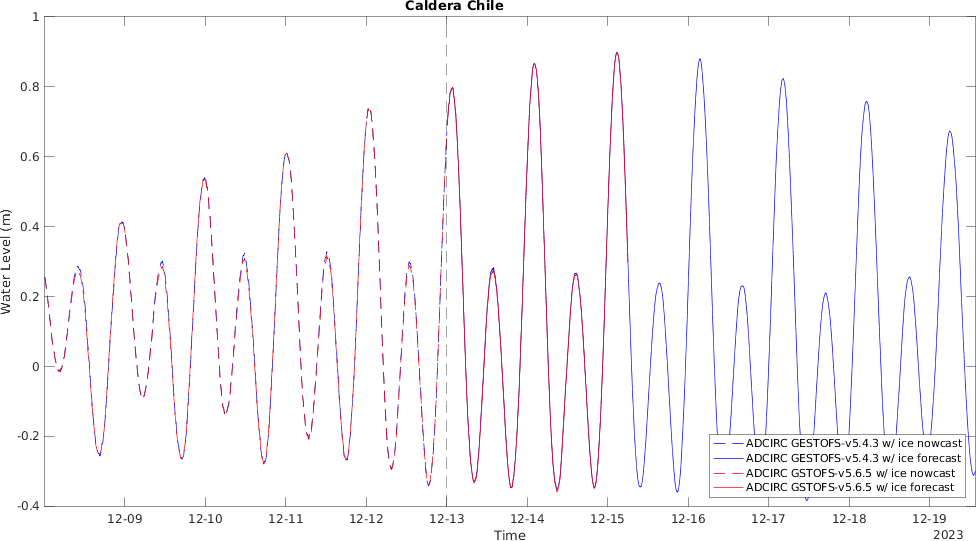 Caldera Chile
1
0.8
0.6
0.4
0.2
0
-0.2
-0.4
Water Level (m)
ADCIRC GESTOFS-v5.4.3 w/ ice nowcast
ADCIRC GESTOFS-v5.4.3 w/ ice forecast
ADCIRC GSTOFS-v5.6.5 w/ ice nowcast
ADCIRC GSTOFS-v5.6.5 w/ ice forecast
12-09 12-10 12-11 12-12 12-13 12-14 12-15 12-16 12-17 12-18 12-19
Time
2023